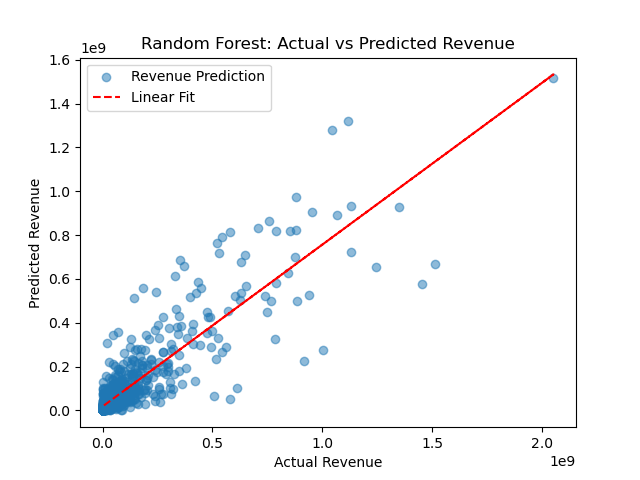 Random Forest: Actual vs Predicted Revenue
1e9
Revenue Prediction
Linear Fit
Predicted Revenue
1.6
1.4
1.2
1.0
0.8
0.6
0.4
0.2
0.0
0.0 0.5 1.0 1.5 2.0
1e9
Actual Revenue